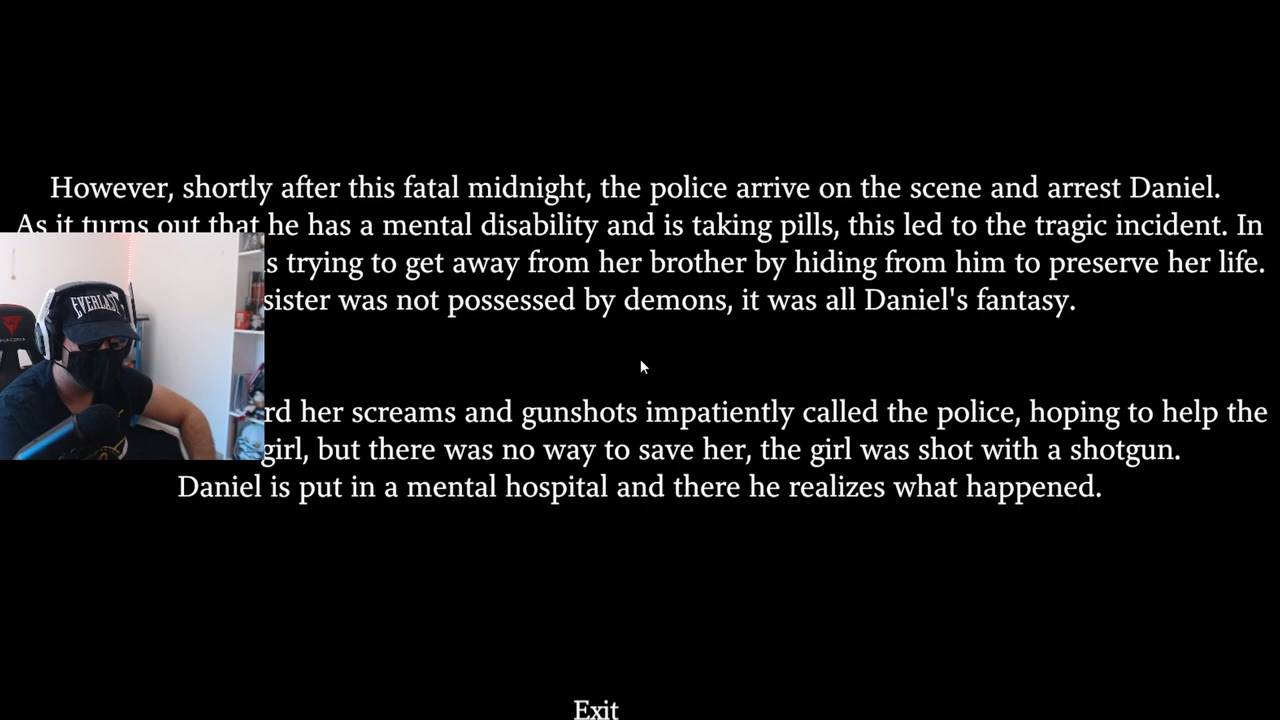 However, shortly after this fatal midnight, the police arrive on the scene and arrest Daniel.
As it turns out that he has a mental disability and is taking pills, this led to the tragic incident. In
s trying to get away from her brother by hiding from him to preserve her life.
sister was not possessed by demons, it was all Daniel's fantasy.
EVERLAST
rd her screams and gunshots impatiently called the police, hoping to help the
girl, but there was no way to save her, the girl was shot with a shotgun.
Daniel is put in a mental hospital and there he realizes what happened.
Exit